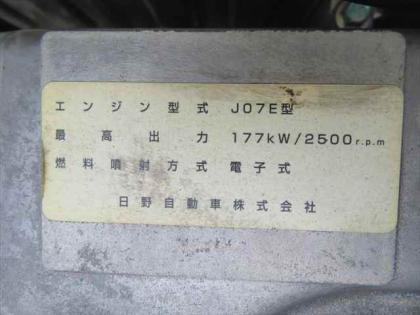 エンジン型式 J07E型
最高出力 177kW/2500r.p.m
燃料噴射方式 電子式
日野自動車株式会社